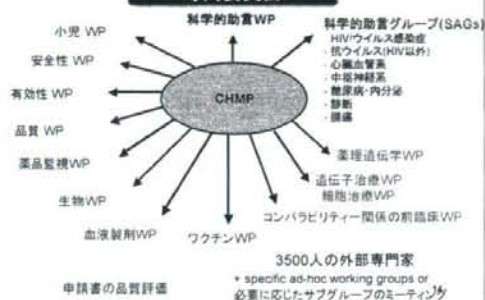 科学的助言WP
小児 WP
安全性 WP
有効性 WP
品質 WP
薬品監視WP
生物WP
血液製剤WP
ワクチンWP
CHMP
科学的助言グループ(SAGs)
HIV/ウイルス感染症
・抗ウイルス(HIV以外)
・心臓血管系
・中枢神経系
・糖尿病・内分泌
・診断
・腫瘍
薬理遺伝学WP
遺伝子治療WP
細胞治療WP
コンパラビリティー関係の前臨床WP
3500人の外部専門家
+ specific ad-hoc working groups or
必要に応じたサブグループのミーティング
申請書の品質評価